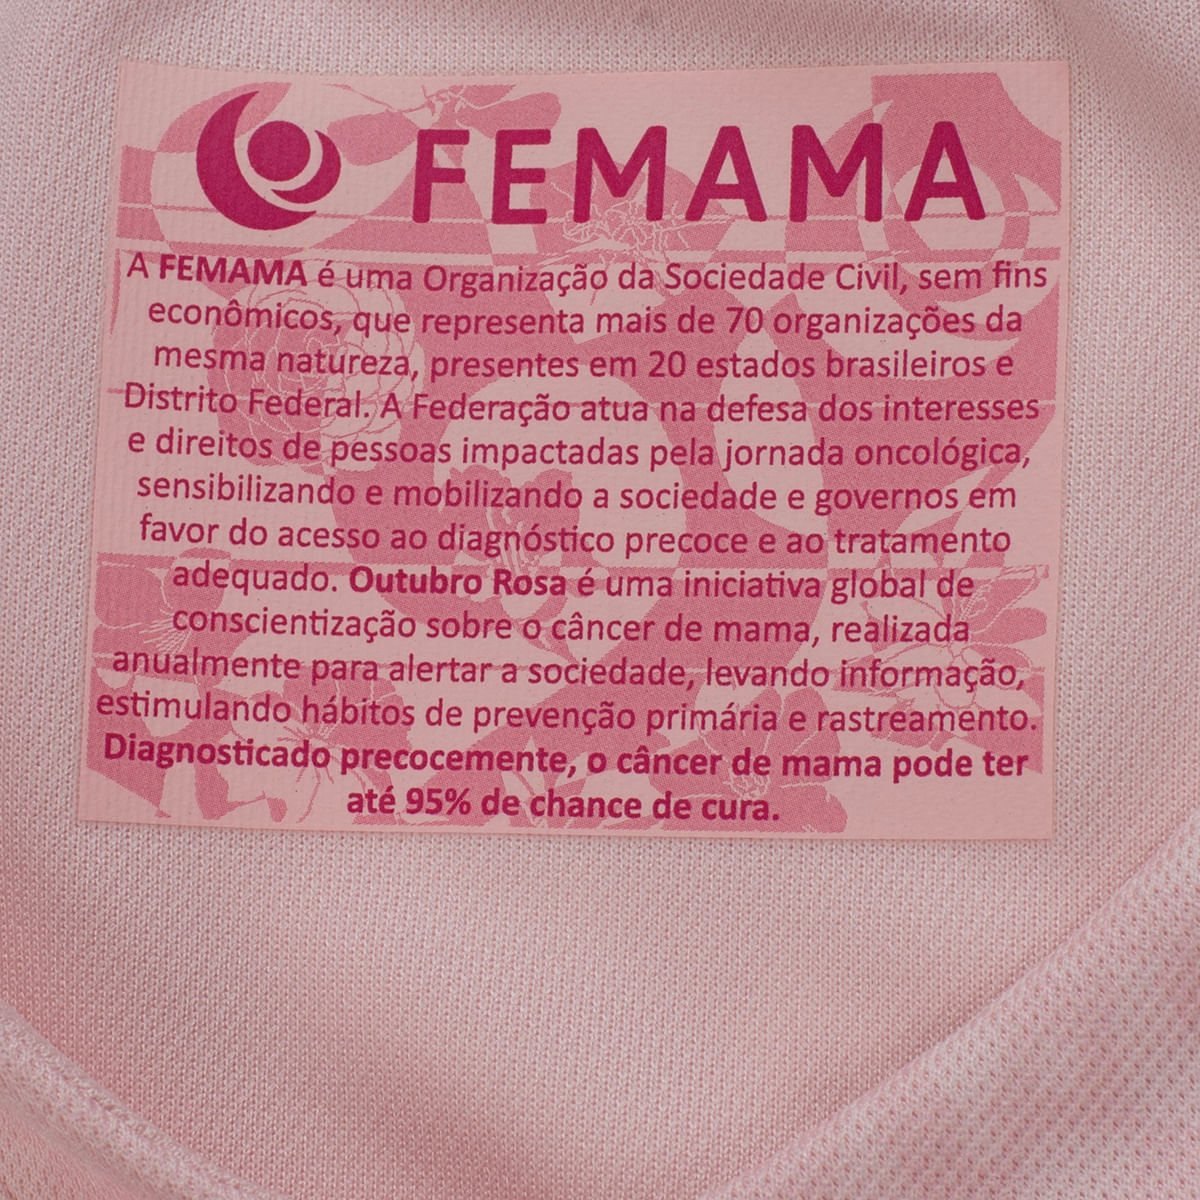 FEMAMA
A FEMAMA é uma Organização da Sociedade Civil, sem fins
econômicos, que representa mais de 70 organizações da
mesma natureza, presentes em 20 estados brasileiros e
Distrito Federal. A Federação atua na defesa dos interesses
e direitos de pessoas impactadas pela jornada oncológica,
sensibilizando e mobilizando a sociedade e governos em
favor do acesso ao diagnóstico precoce e ao tratamento
adequado. Outubro Rosa é uma iniciativa global de
conscientização sobre o câncer de mama, realizada
anualmente para alertar a sociedade, levando informação,
estimulando hábitos de prevenção primária e rastreamento.
Diagnosticado precocemente, o câncer de mama pode ter
até 95% de chance de cura.